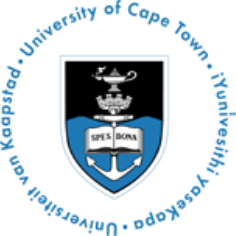 University of Cape Town • iYunivesithi yaseKapa • Universiteit van Kaapstad •
SPES BONA